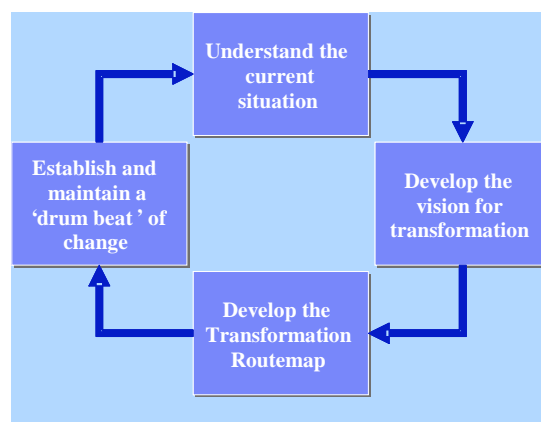 Understand the
current
situation
Develop the
vision for
transformation
Develop the
Transformation
Routemap
Establish and
maintain a
‘drum beat ’ of
change